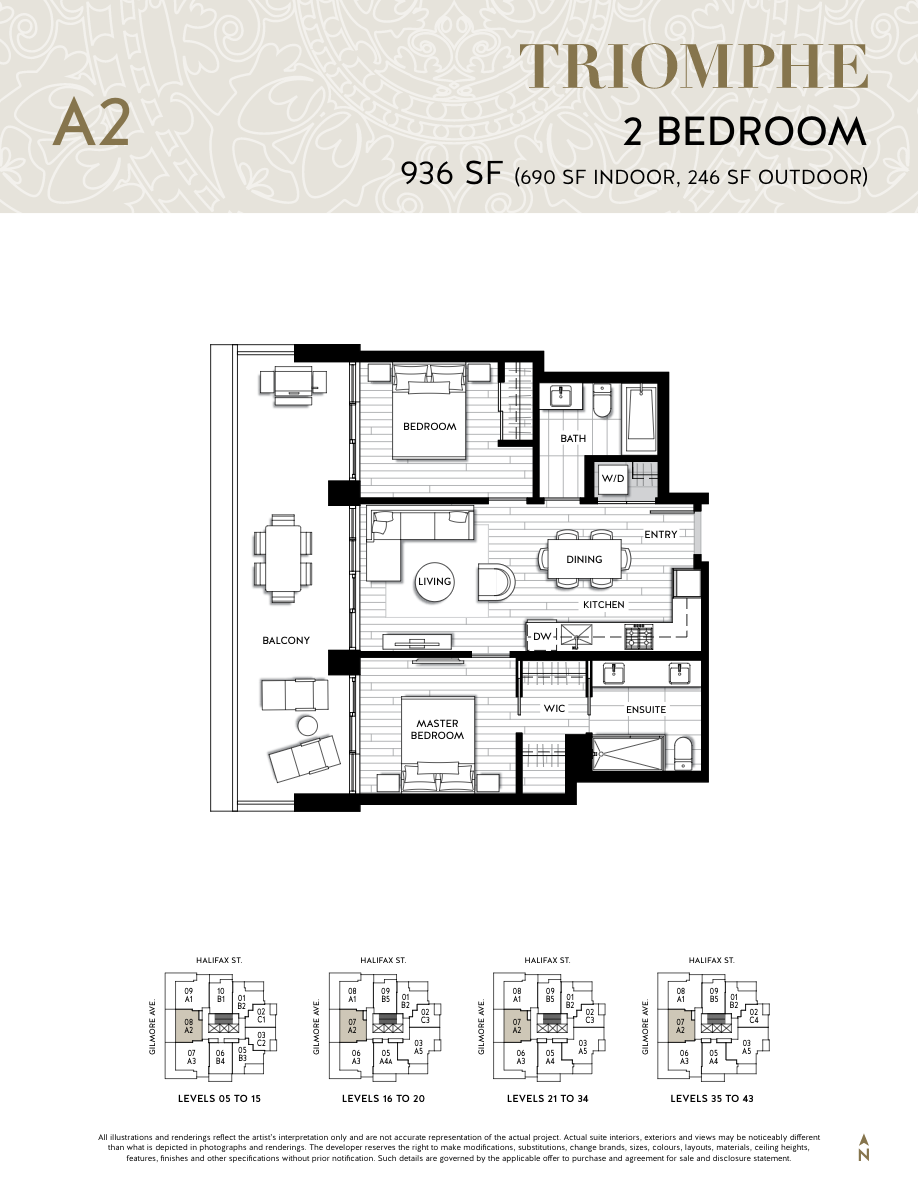 TRIOMPHE
A2
2 BEDROOM
936 SF (690 SF INDOOR, 246 SF OUTDOOR)
BEDROOM
BATH
W/D
ENTRY
DINING
LIVING
KITCHEN
DW
BALCONY
MASTER
BEDROOM
WIC
ENSUITE
HALIFAX ST.
GILMORE AVE.
09
A1
10
B1
01
B2
02
C1
08
A2
03
C2
07
A3
06
B4
05
B3
LEVELS 05 TO 15
HALIFAX ST.
GILMORE AVE.
08
A1
09
B5
01
B2
02
C3
07
A2
03
A5
06
A3
05
A4A
LEVELS 16 TO 20
HALIFAX ST.
GILMORE AVE.
08
A1
09
B5
01
B2
02
C3
07
A2
03
A5
06
A3
05
A4
LEVELS 21 TO 34
HALIFAX ST.
GILMORE AVE.
08
A1
09
B5
01
B2
02
C4
07
A2
03
A5
06
A3
05
A4
LEVELS 35 TO 43
All illustrations and renderings reflect the artist's interpretation only and are not accurate representation of the actual project. Actual suite interiors, exteriors and views may be noticeably different
than what is depicted in photographs and renderings. The developer reserves the right to make modifications, substitutions, change brands, sizes, colours, layouts, materials, ceiling heights,
features, finishes and other specifications without prior notification. Such details are governed by the applicable offer to purchase and agreement for sale and disclosure statement.
N